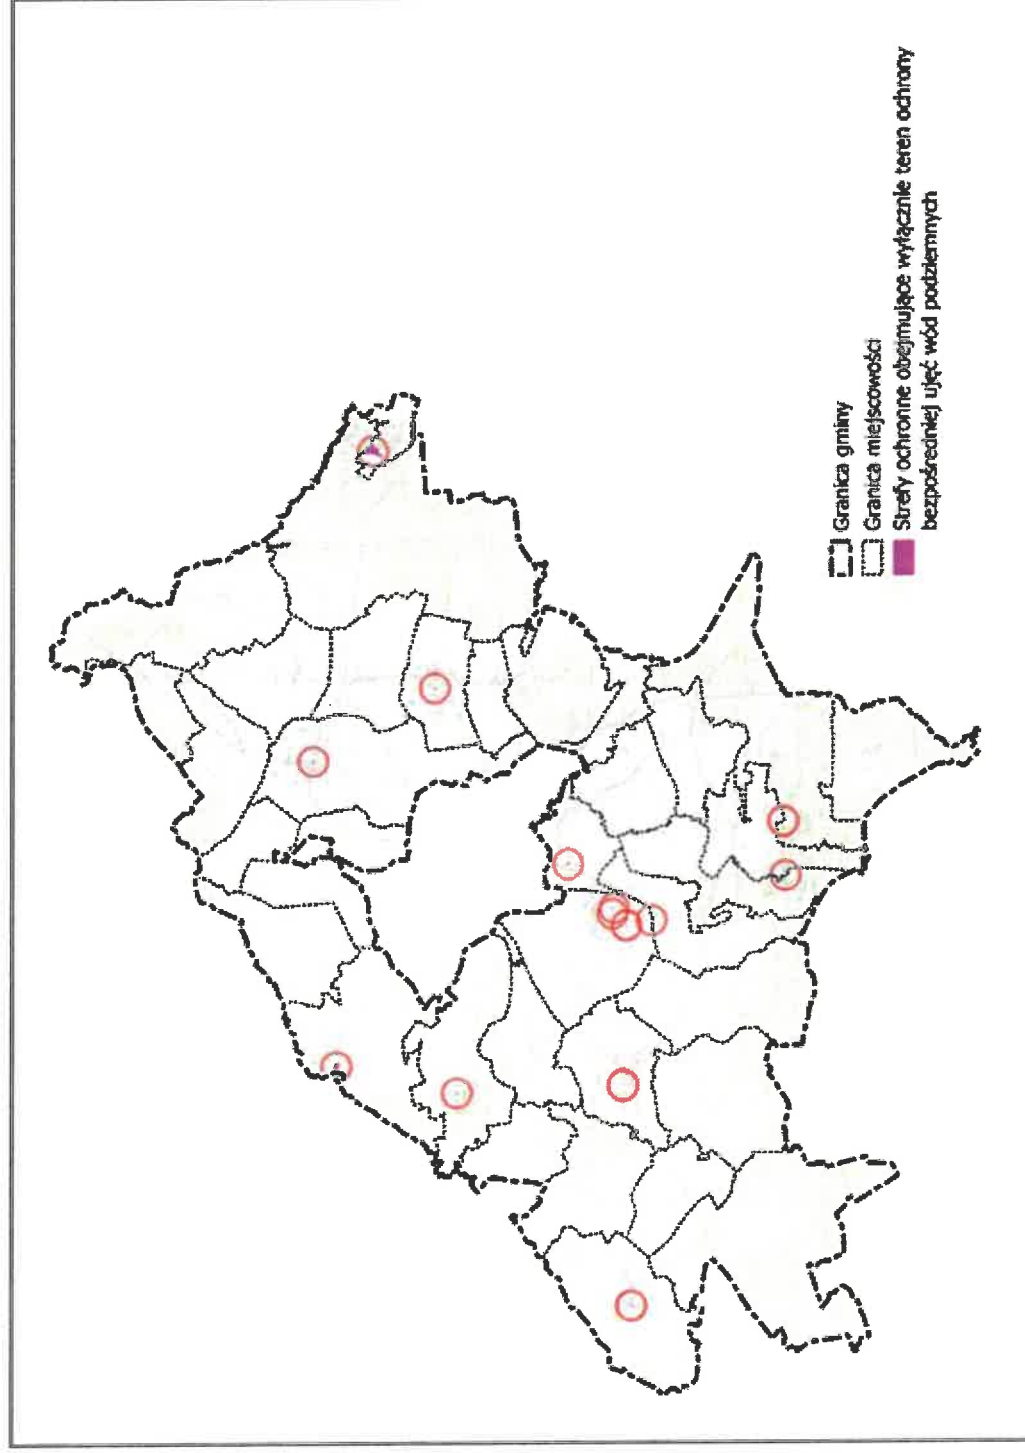 Granica gminy
Granica miejscowości
Strefy ochronne obejmujące wyłącznie teren ochrony
bezpośredniej ujęć wód podziemnych